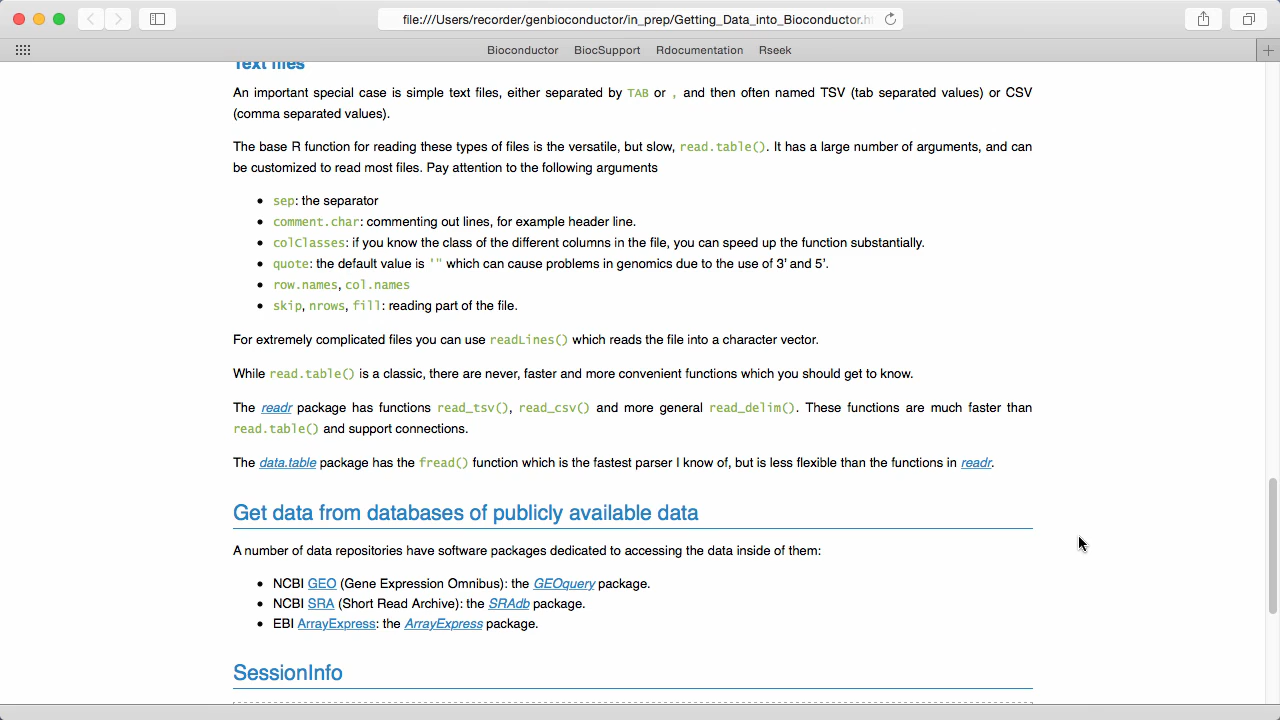 file:///Users/recorder/genbioconductor/in_prep/Getting_Data_into_Bioconductor.h
Bioconductor BiocSupport Rdocumentation Rseek
Text files
An important special case is simple text files, either separated by TAB or , and then often named TSV (tab separated values) or CSV
(comma separated values).
The base R function for reading these types of files is the versatile, but slow, read.table(). It has a large number of arguments, and can
be customized to read most files. Pay attention to the following arguments
• sep: the separator
• comment.char: commenting out lines, for example header line.
• colClasses: if you know the class of the different columns in the file, you can speed up the function substantially.
• quote: the default value is '" which can cause problems in genomics due to the use of 3' and 5'.
• row.names, col.names
• skip, nrows, fill: reading part of the file.
For extremely complicated files you can use readLines() which reads the file into a character vector.
While read.table() is a classic, there are never, faster and more convenient functions which you should get to know.
The readr package has functions read_tsv(), read_csv() and more general read_delim(). These functions are much faster than
read.table() and support connections.
The data.table package has the fread() function which is the fastest parser I know of, but is less flexible than the functions in readr.
Get data from databases of publicly available data
A number of data repositories have software packages dedicated to accessing the data inside of them:
• NCBI GEO (Gene Expression Omnibus): the GEOquery package.
• NCBI SRA (Short Read Archive): the SRAdb package.
• EBI ArrayExpress: the ArrayExpress package.
SessionInfo